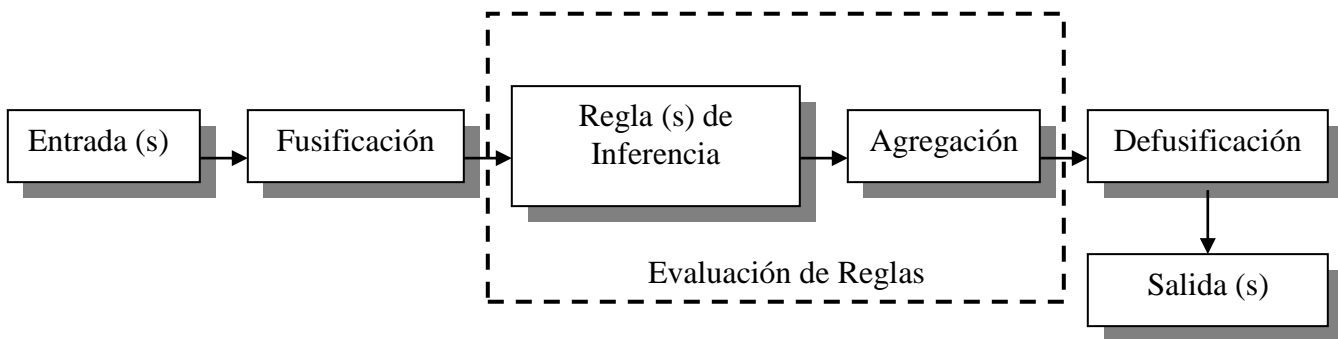 Entrada (s)
Fusificación
Regla (s) de
Inferencia
Agregación
Defusificación
Evaluación de Reglas
Salida (s)